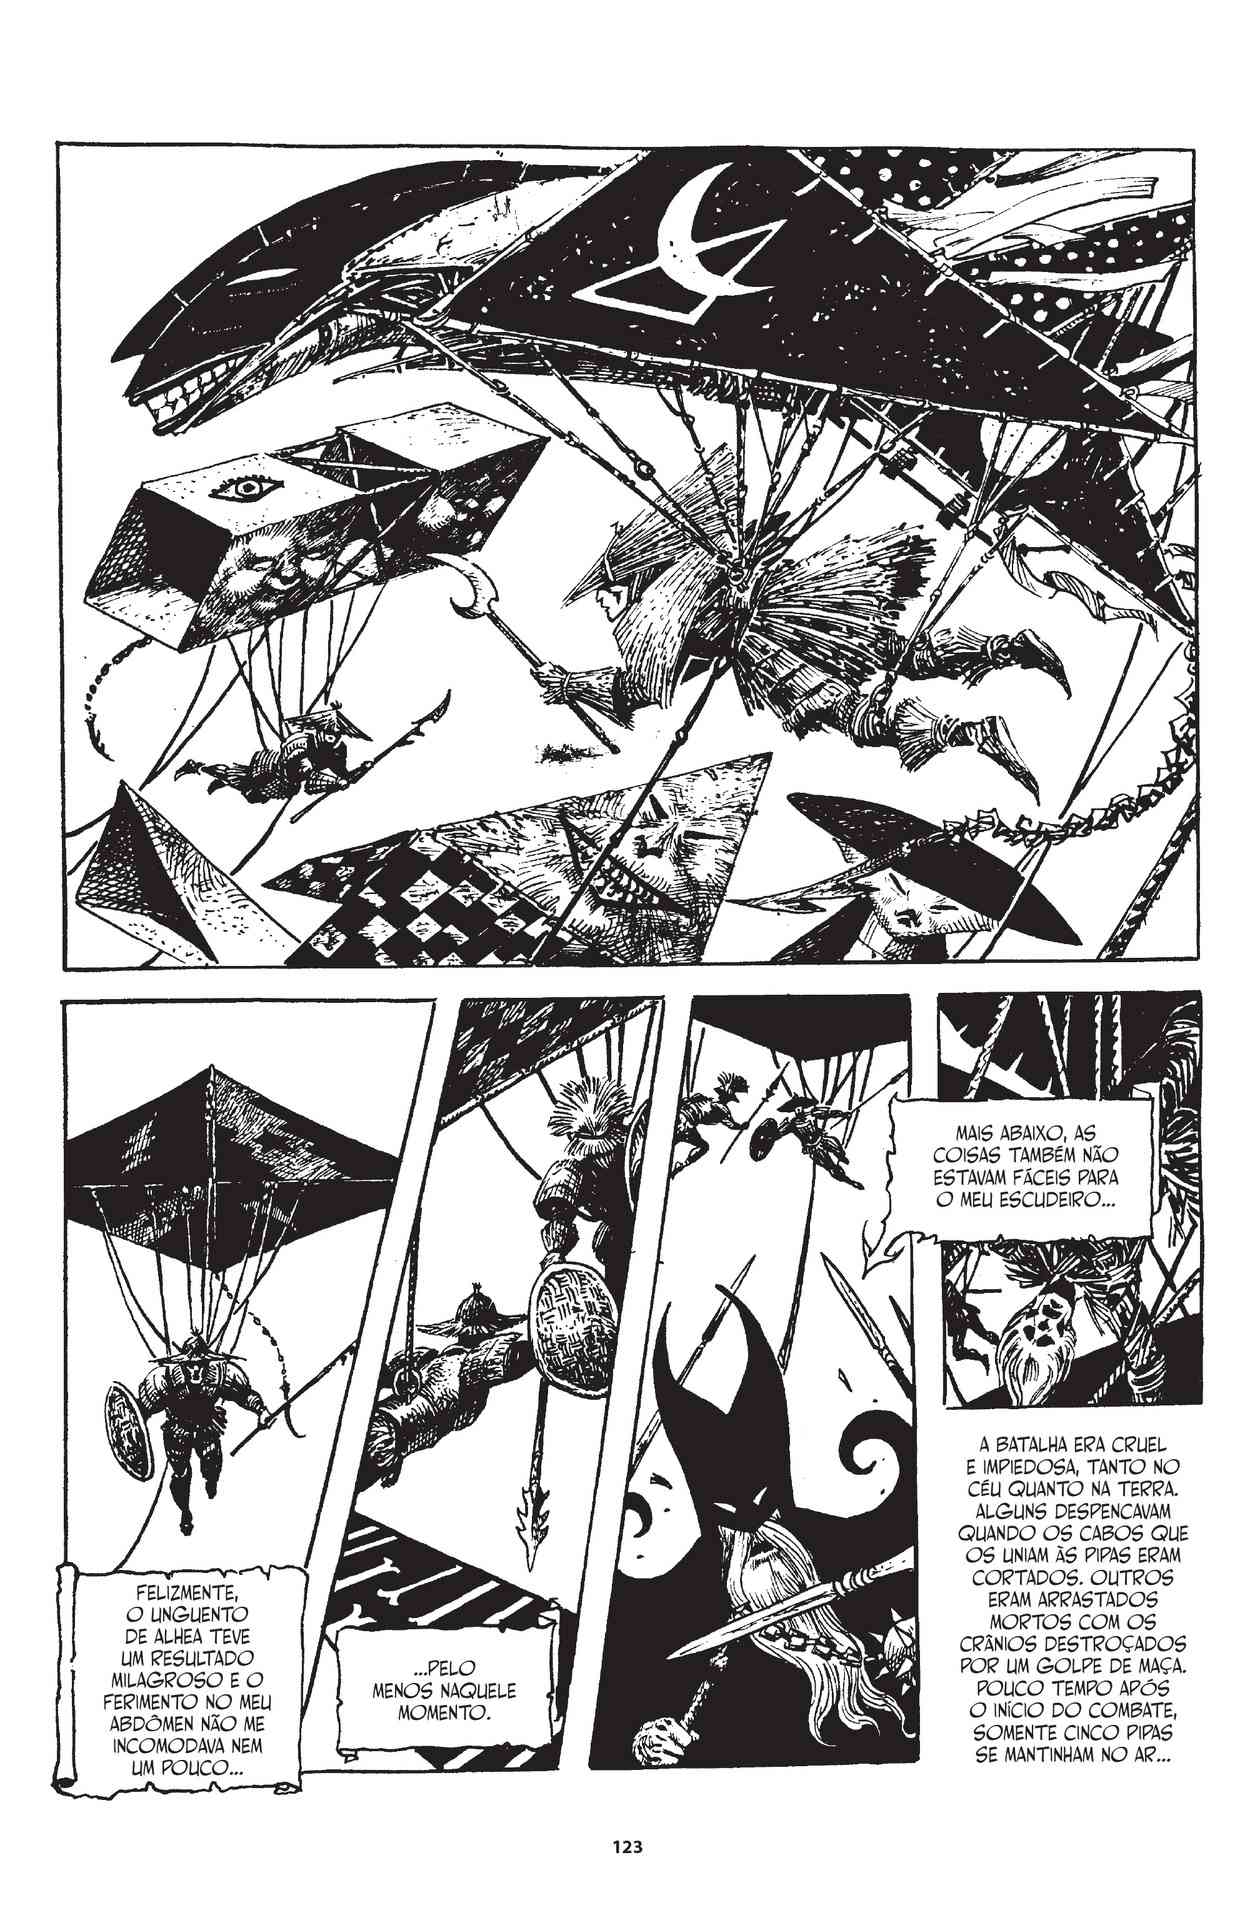 FELIZMENTE,
O UNGUENTO
DE ALHEA TEVE
UM RESULTADO
MILAGROSO E O
FERIMENTO NO MEU
ABDÔMEN NÃO ME
INCOMODAVA NEM
UM POUCO...
...PELO
MENOS NAQUELE
MOMENTO.
MAIS ABAIXO, AS
COISAS TAMBÉM NÃO
ESTAVAM FÁCEIS PARA
O MEU ESCUDEIRO...
A BATALHA ERA CRUEL
E IMPIEDOSA, TANTO NO
CÉU QUANTO NA TERRA.
ALGUNS DESPENCAVAM
QUANDO OS CABOS QUE
OS UNIAM ÀS PIPAS ERAM
CORTADOS. OUTROS
ERAM ARRASTADOS
MORTOS COM OS
CRÂNIOS DESTROÇADOS
POR UM GOLPE DE MAÇA.
POUCO TEMPO APÓS
O INÍCIO DO COMBATE,
SOMENTE CINCO PIPAS
SE MANTINHAM NO AR...
123